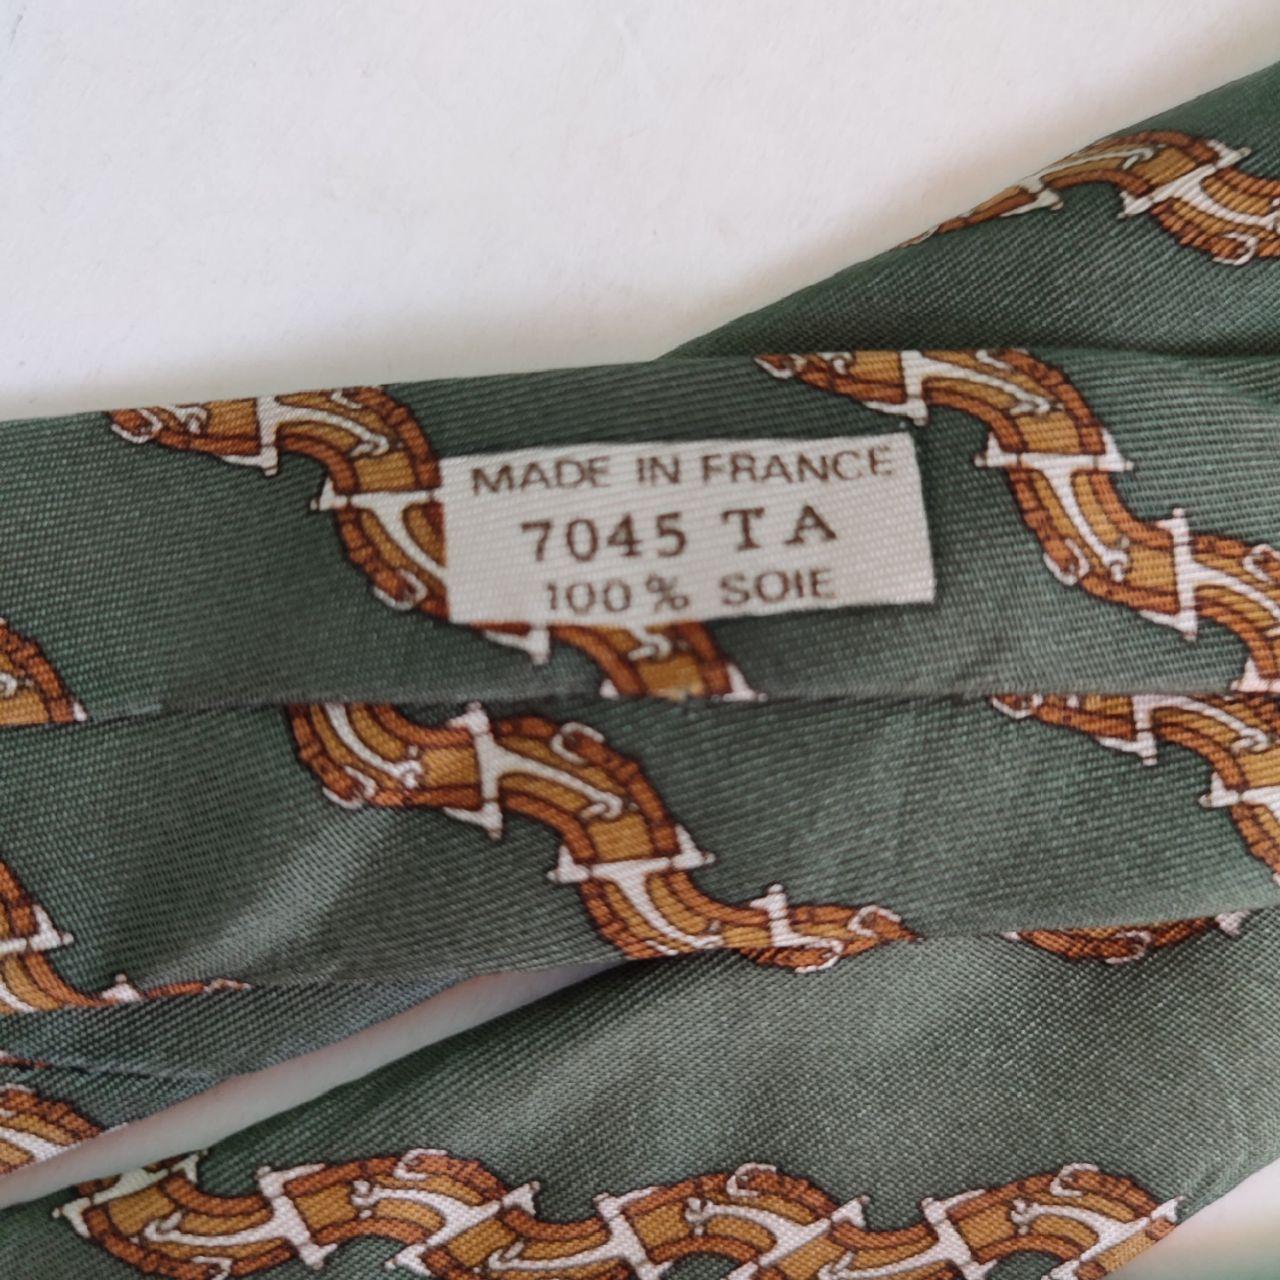 MADE IN FRANCE
7045 TA
100% SOIE